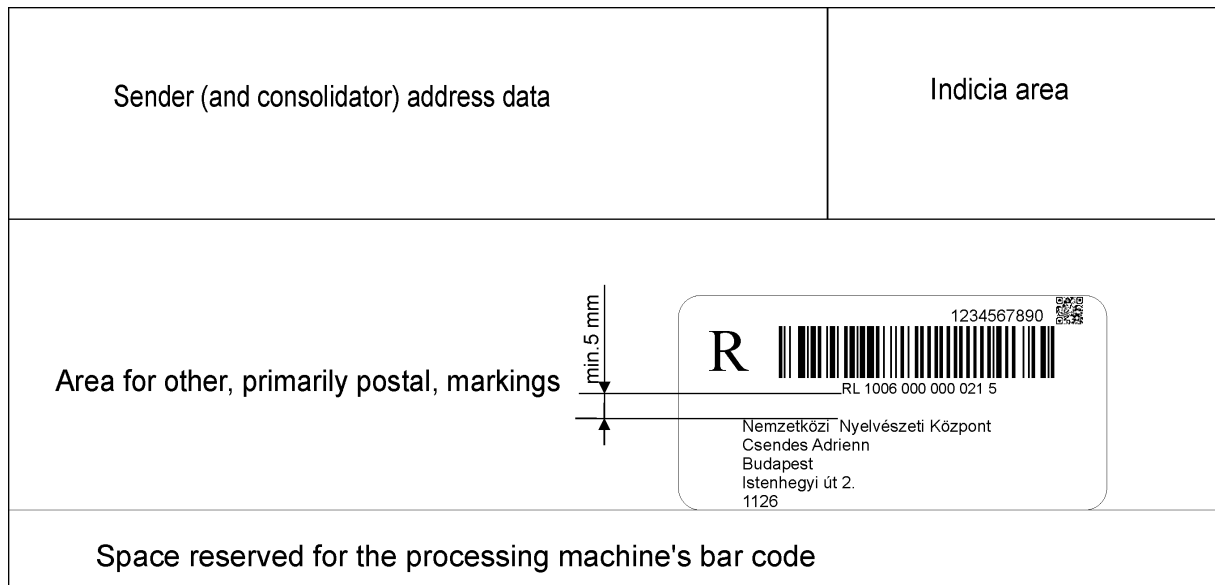 Sender (and consolidator) address data
Indicia area
Area for other, primarily postal, markings
min.5 mm
1234567890
R
RL 1006 000 000 021 5
Nemzetközi Nyelvészeti Központ
Csendes Adrienn
Budapest
Istenhegyi út 2.
1126
Space reserved for the processing machine's bar code